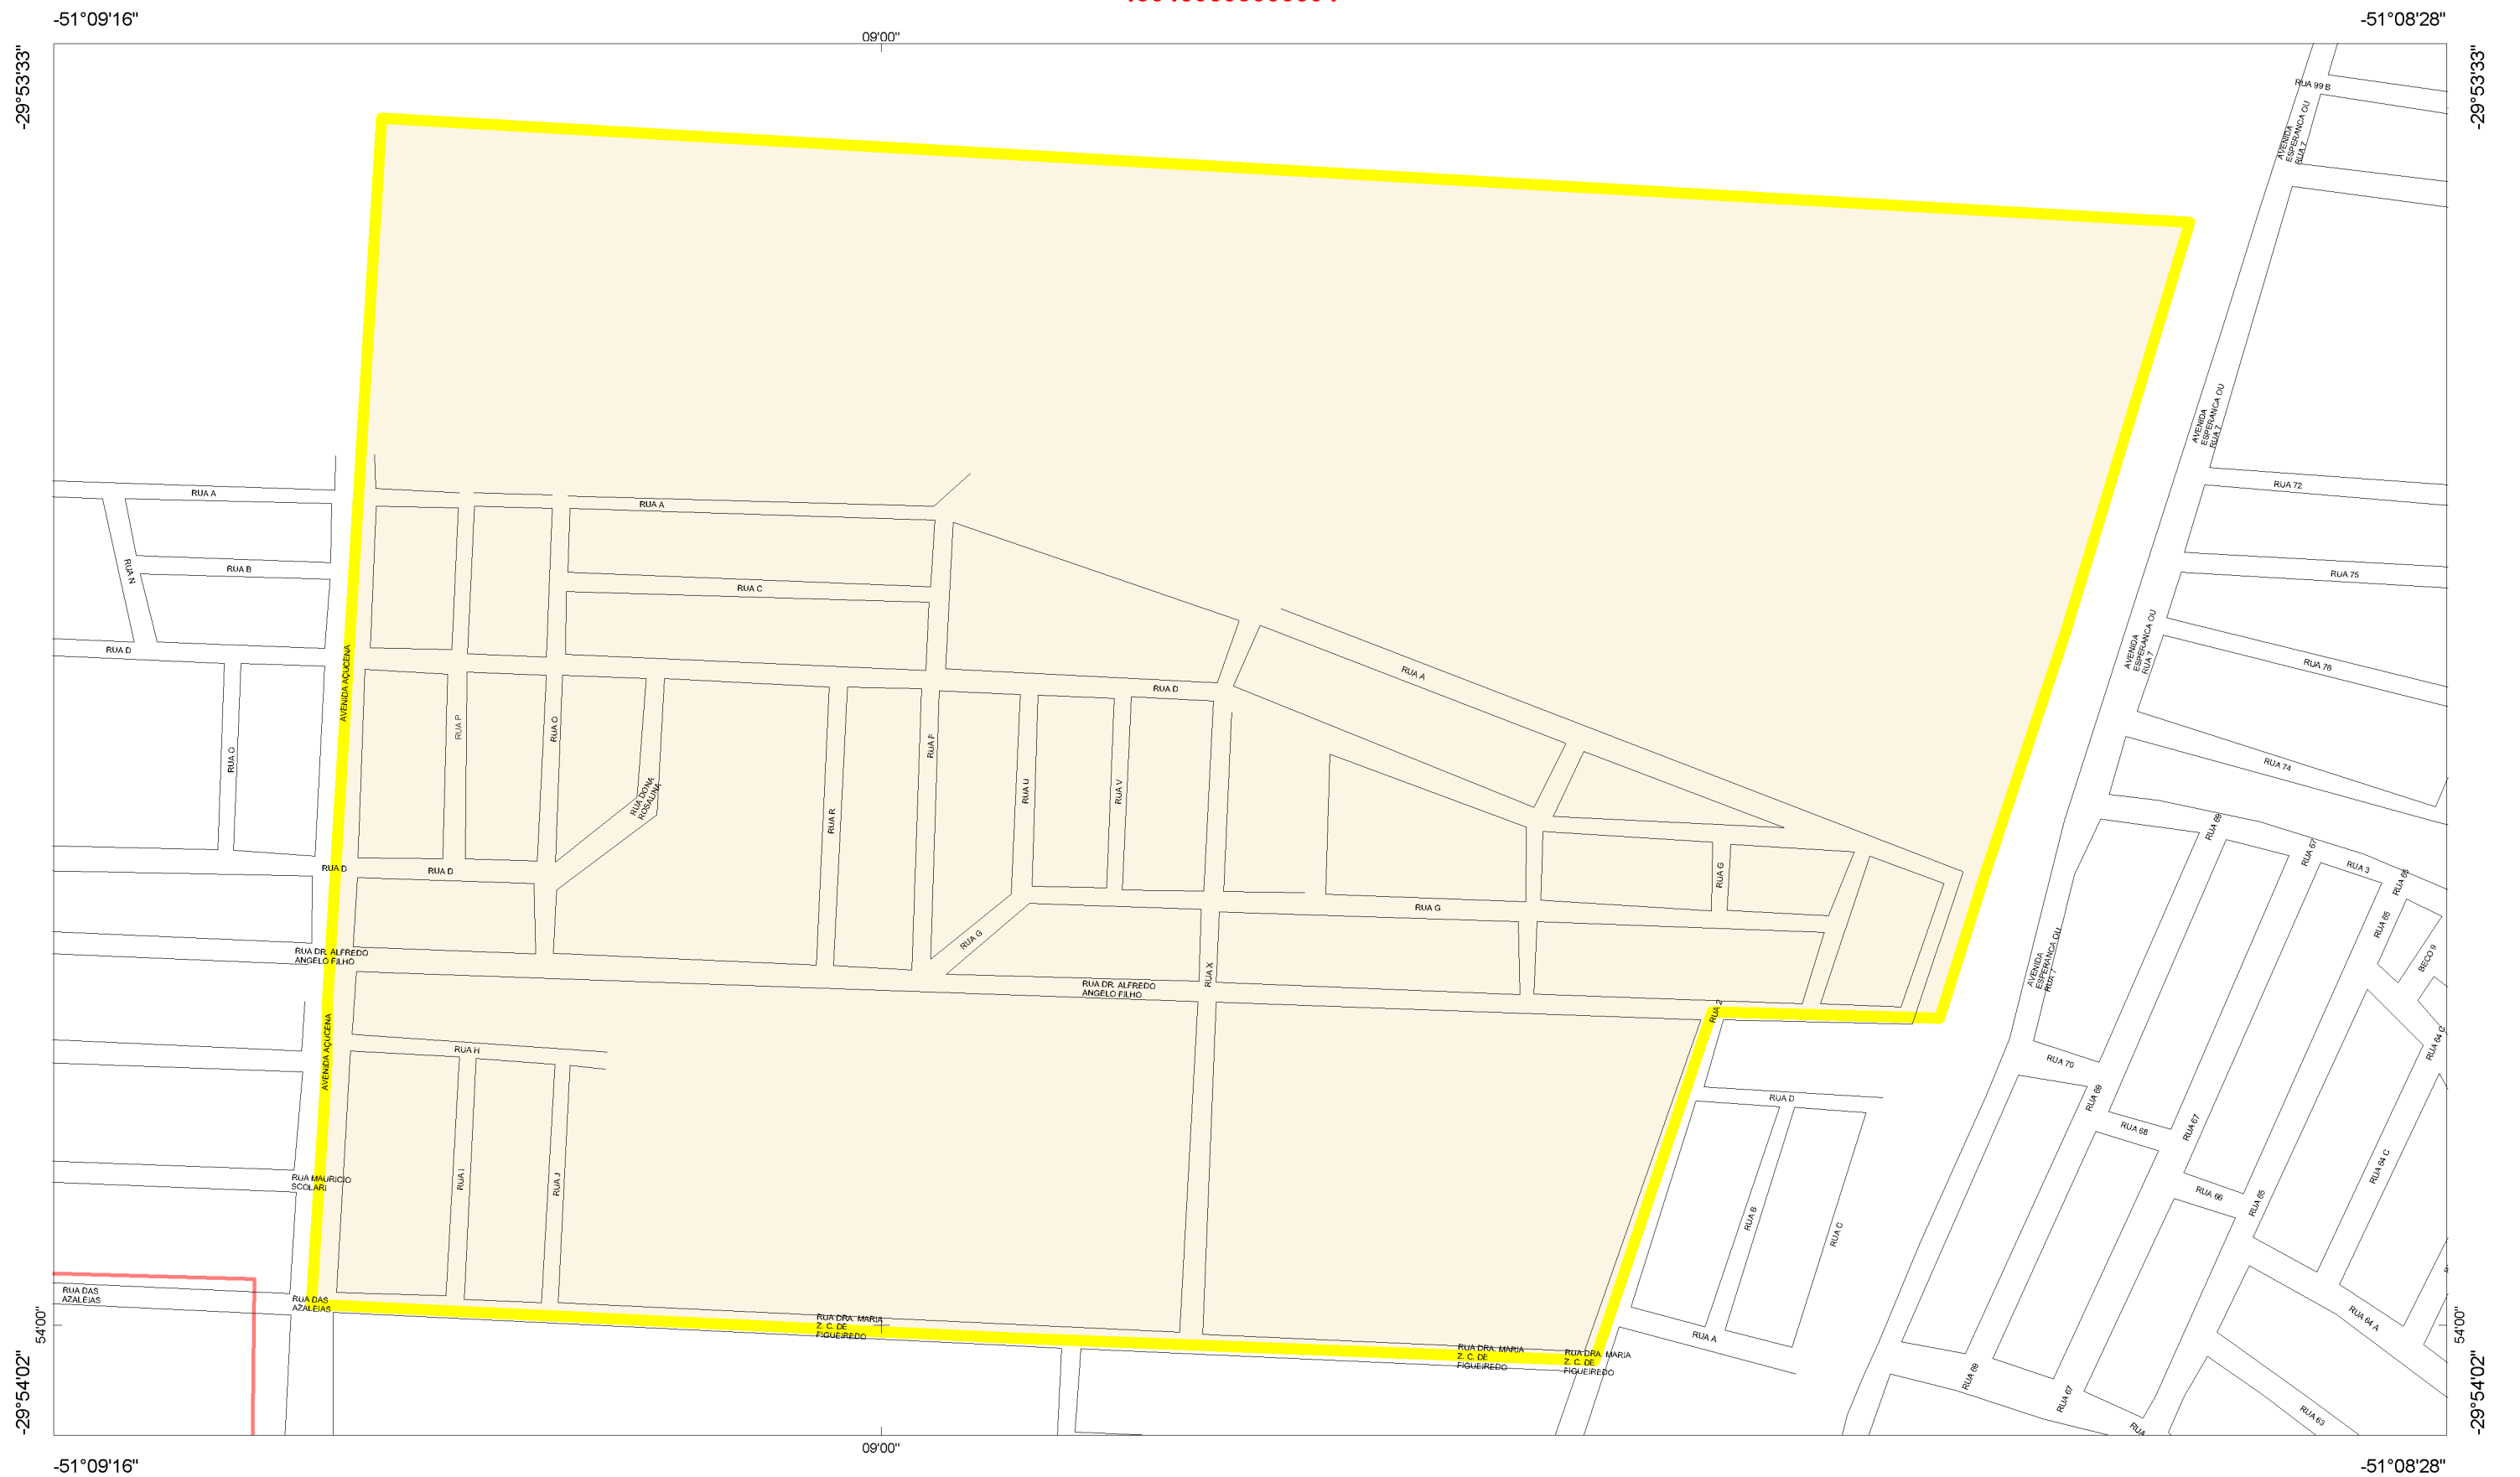 -51°09'16"
-51°08'28"
09'00"
-29°53'33"
-29°53'33"
RUA 99 B
AVENIDA
ESPERANCA OU
RUA 7
AVENIDA
ESPERANCA OU
RUA 7
RUA A
RUA A
RUA 72
RUA N
RUA B
RUA C
RUA 75
AVENIDA
ESPERANCA OU
RUA 7
RUA D
AVENIDA AÇUCENA
RUA D
RUA A
RUA 76
RUA P
RUA O
RUA O
RUA U
RUA V
RUA 74
RUA DONA
ROSALINA
RUA R
RUA 69
RUA 67
RUA 3
RUA 65
RUA D
RUA D
RUA G
RUA G
RUA G
RUA 65
BECO 9
RUA DR. ALFREDO
ANGELO FILHO
RUA X
RUA DR. ALFREDO
ANGELO FILHO
AVENIDA
ESPERANCA OU
RUA 7
RUA 2
AVENIDA AÇUCENA
RUA H
RUA 70
RUA 64 C
RUA D
RUA 69
RUA 68
RUA 67
RUA I
RUA J
RUA MAURICIO
SCOLARI
RUA 64 C
RUA 66
RUA 65
RUA B
RUA C
RUA DAS
AZALEIAS
RUA DAS
AZALEIAS
RUA DRA. MARIA
Z. C. DE
FIGUEIREDO
54'00"
54'00"
RUA 64 A
RUA A
RUA DRA. MARIA
Z. C. DE
FIGUEIREDO
RUA DRA. MARIA
Z. C. DE
FIGUEIREDO
RUA 69
RUA 67
RUA 63
RUA
-29°54'02"
-29°54'02"
09'00"
-51°09'16"
-51°08'28"